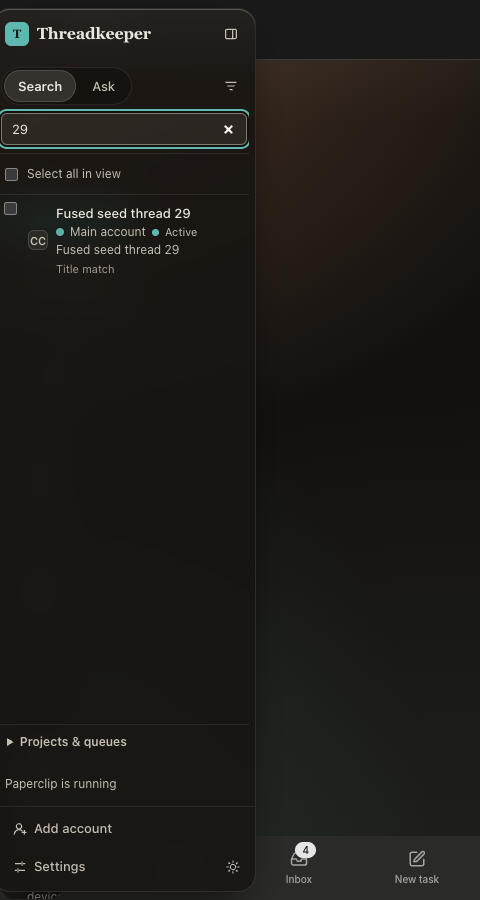 T Threadkeeper
Search Ask
29
Select all in view
Fused seed thread 29
Main account Active
CC
Fused seed thread 29
Title match
Projects & queues
Paperclip is running
Add account
Settings
4
Inbox
New task